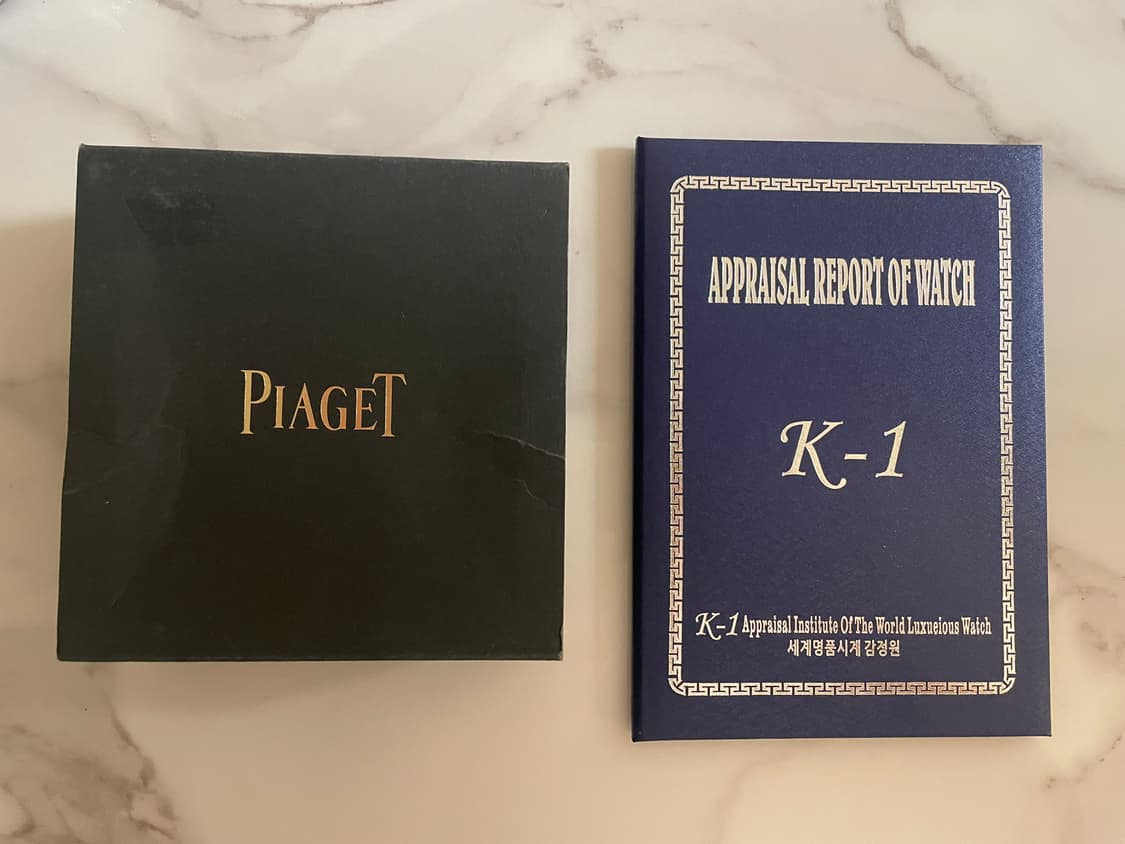 PIAGET
APPRAISAL REPORT OF WATCH
K-1
K-1 Appraisal Institute Of The World Luxueious Watch
세계명품시계 감정원